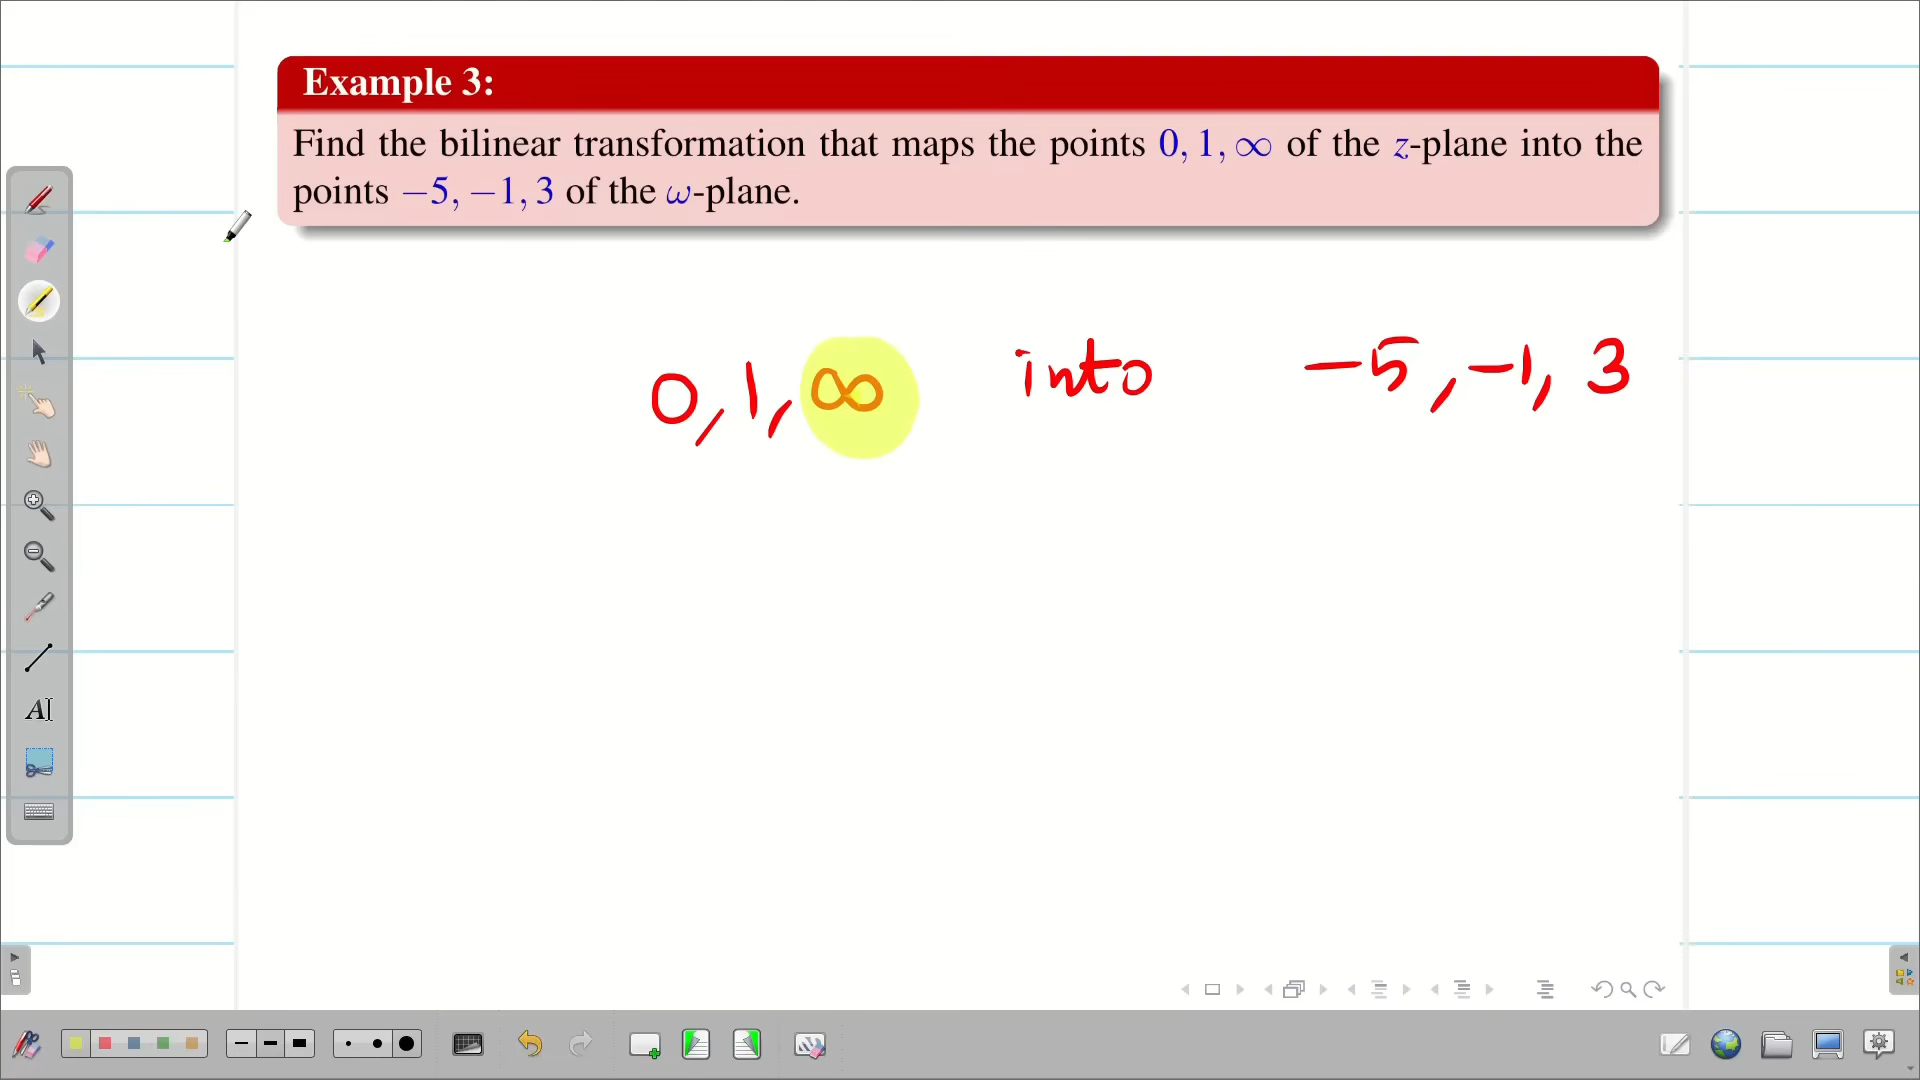 Example 3:
Find the bilinear transformation that maps the points 0, 1, ∞ of the z-plane into the
points −5, −1, 3 of the ω-plane.
0, 1, ∞ into −5, −1, 3